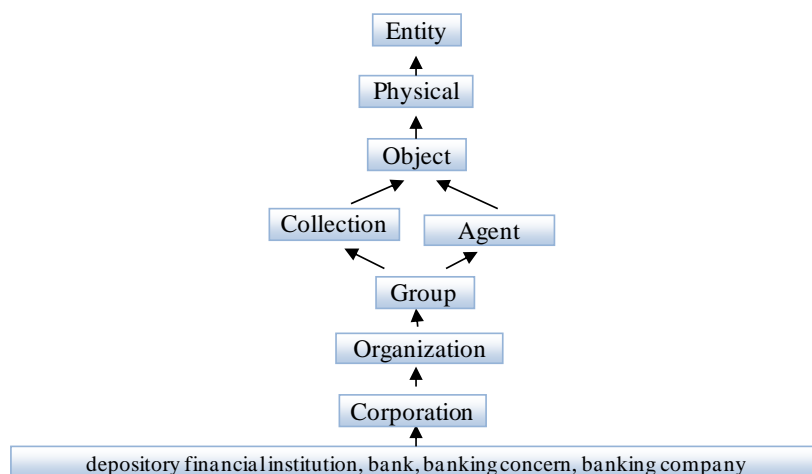 Entity
Physical
Object
Collection
Agent
Group
Organization
Corporation
depository financial institution, bank, banking concern, banking company